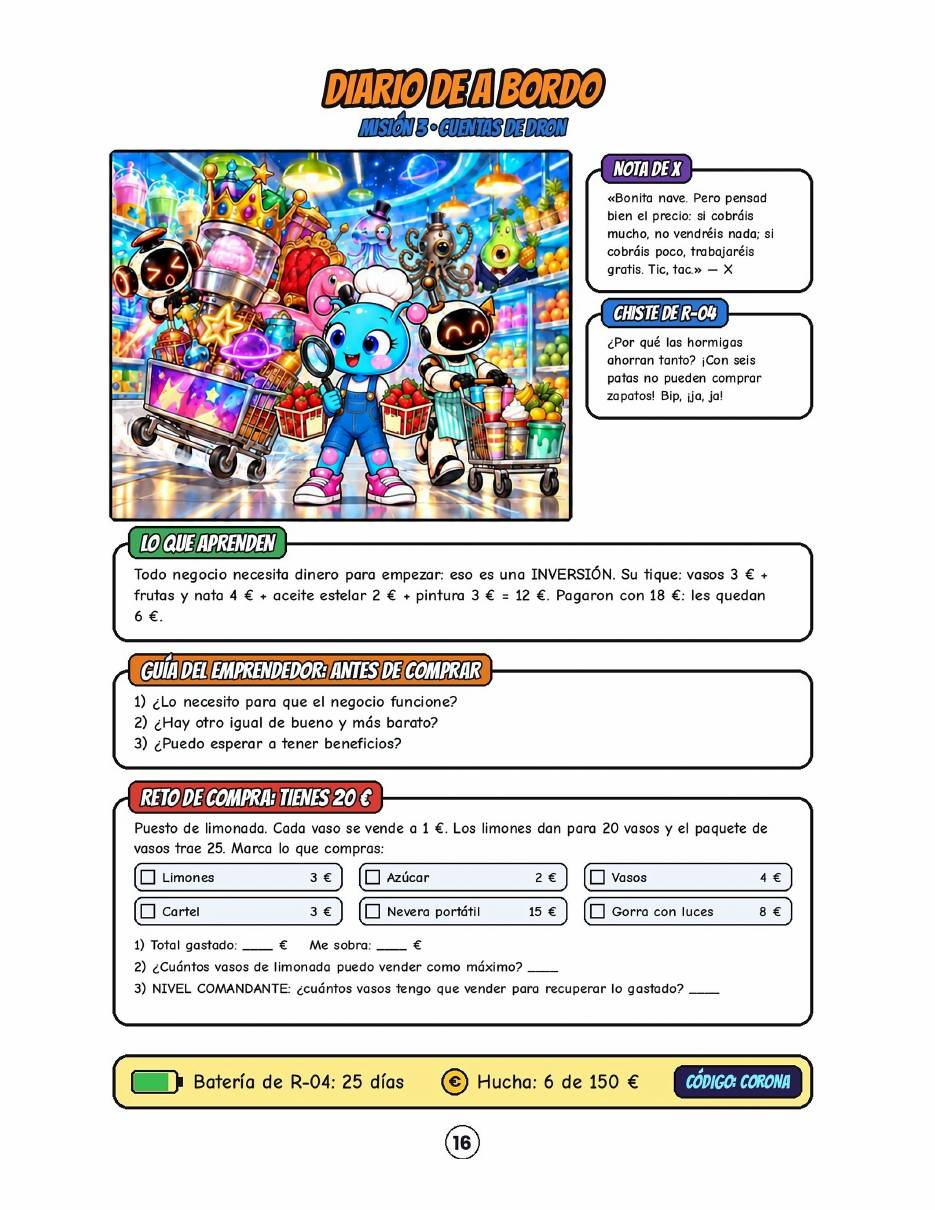 DIARIO DE A BORDO
MISIÓN 3 • CUENTAS DE DRON
NOTA DE X
«Bonita nave. Pero pensad
bien el precio: si cobráis
mucho, no vendréis nada; si
cobráis poco, trabajaréis
gratis. Tic, tac.» — X
CHISTE DE R-04
¿Por qué las hormigas
ahorran tanto? ¡Con seis
patas no pueden comprar
zapatos! Bip, ¡ja, ja!
LO QUE APRENDEN
Todo negocio necesita dinero para empezar: eso es una INVERSIÓN. Su tique: vasos 3 € +
frutas y nata 4 € + aceite estelar 2 € + pintura 3 € = 12 €. Pagaron con 18 €: les quedan
6 €.
GUÍA DEL EMPRENDEDOR: ANTES DE COMPRAR
1) ¿Lo necesito para que el negocio funcione?
2) ¿Hay otro igual de bueno y más barato?
3) ¿Puedo esperar a tener beneficios?
RETO DE COMPRA: TIENES 20 €
Puesto de limonada. Cada vaso se vende a 1 €. Los limones dan para 20 vasos y el paquete de
vasos trae 25. Marca lo que compras:
Limones 3 € Azúcar 2 € Vasos 4 €
Cartel 3 € Nevera portátil 15 € Gorra con luces 8 €
1) Total gastado: ____ € Me sobra: ____ €
2) ¿Cuántos vasos de limonada puedo vender como máximo? ____
3) NIVEL COMANDANTE: ¿cuántos vasos tengo que vender para recuperar lo gastado? ____
Batería de R-04: 25 días € Hucha: 6 de 150 € CÓDIGO: CORONA
16